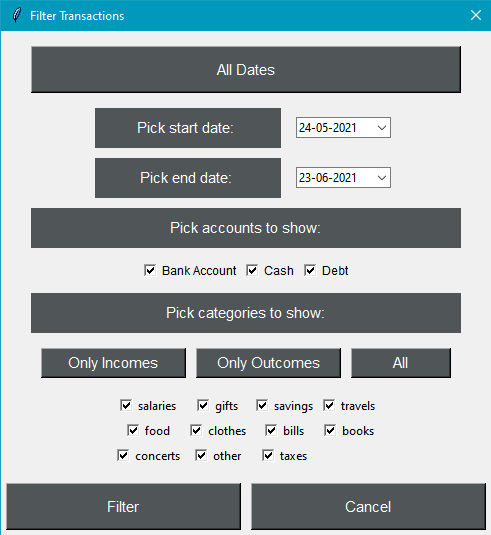 Filter Transactions
All Dates
Pick start date: 24-05-2021
Pick end date: 23-06-2021
Pick accounts to show:
Bank Account Cash Debt
Pick categories to show:
Only Incomes Only Outcomes All
salaries gifts savings travels
food clothes bills books
concerts other taxes
Filter Cancel